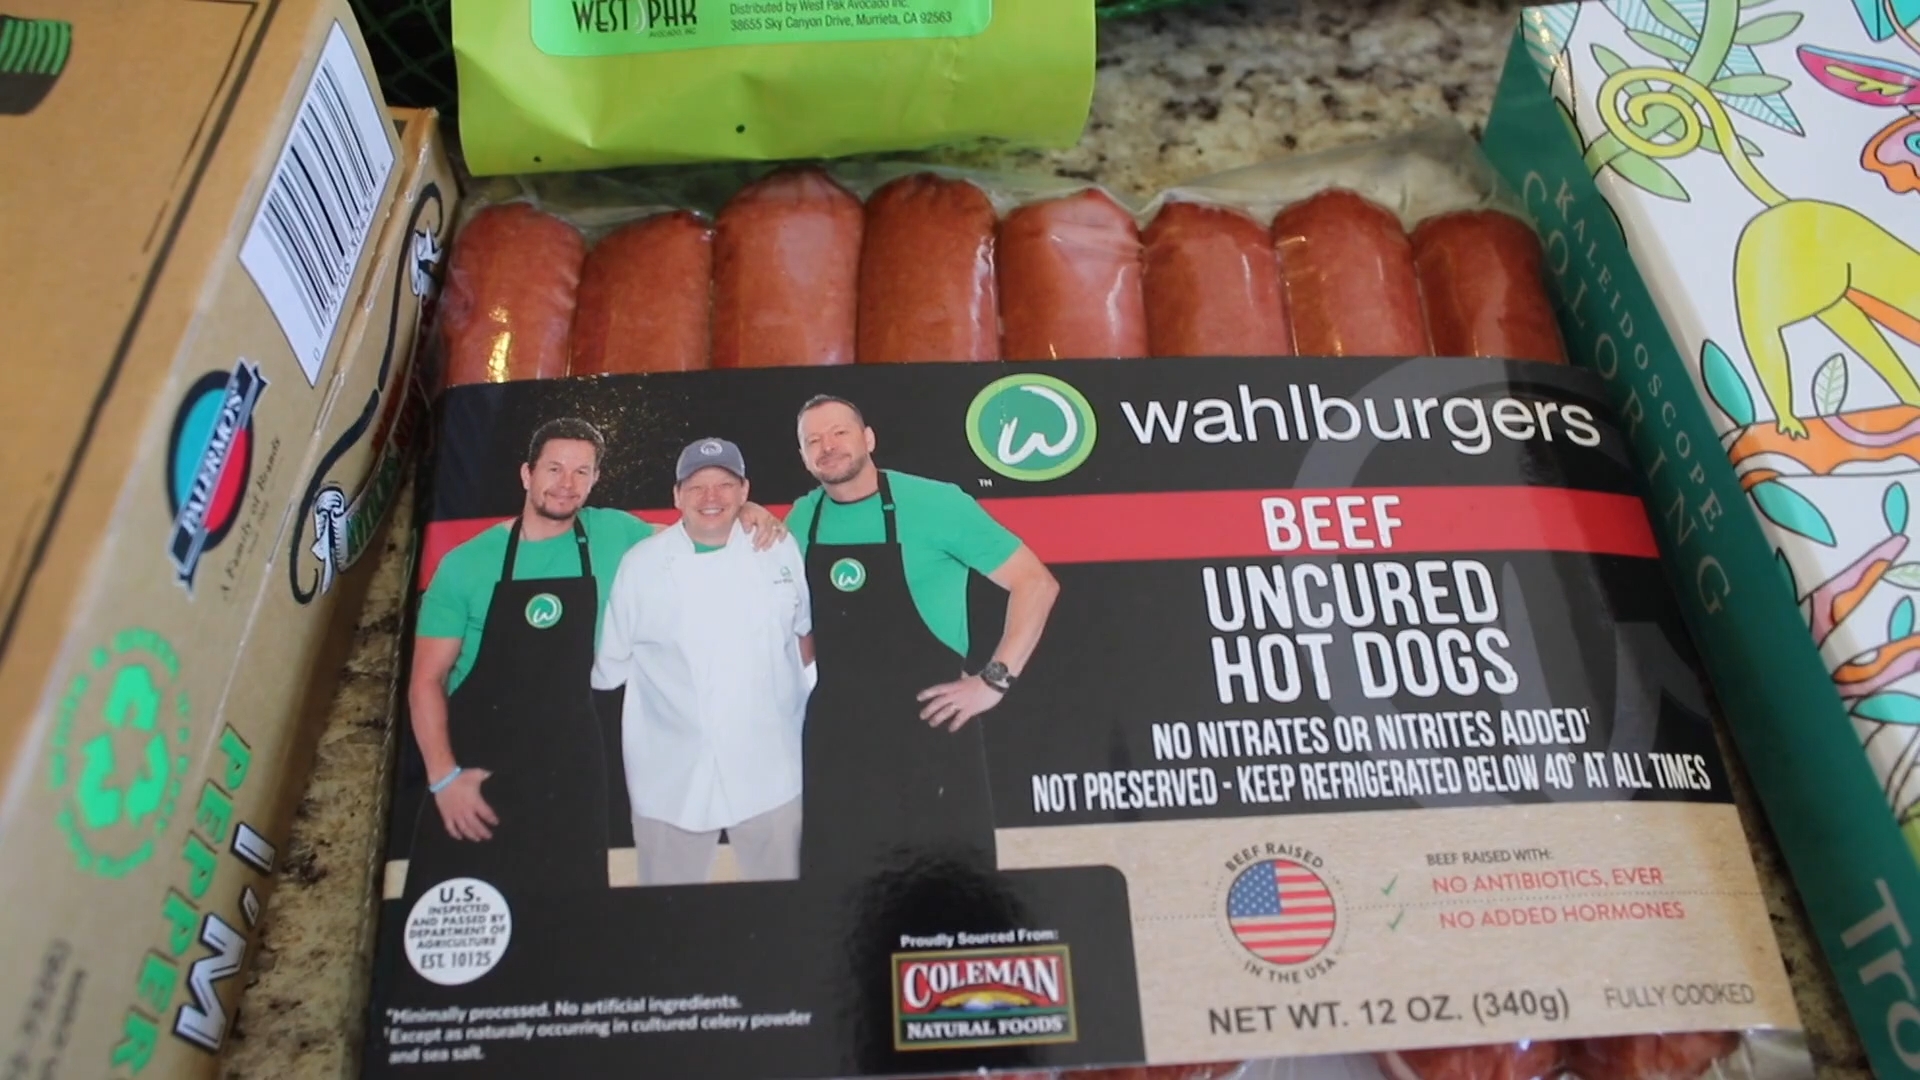 WEST PAK
AVOCADO, INC
Distributed by West Pak Avocado Inc.
38655 Sky Canyon Drive, Murrieta, CA 92563
PALERMO'S
A Family of Brands
I'M
PEPPER
wahlburgers
TM
BEEF
UNCURED
HOT DOGS
NO NITRATES OR NITRITES ADDED¹
NOT PRESERVED - KEEP REFRIGERATED BELOW 40° AT ALL TIMES
BEEF RAISED
IN THE USA
BEEF RAISED WITH:
NO ANTIBIOTICS, EVER
NO ADDED HORMONES
U.S.
INSPECTED
AND PASSED BY
DEPARTMENT OF
AGRICULTURE
EST. 10125
Proudly Sourced From:
COLEMAN
NATURAL FOODS
NET WT. 12 OZ. (340g)
FULLY COOKED
*Minimally processed. No artificial ingredients.
¹Except as naturally occurring in cultured celery powder
and sea salt.
KALEIDOSCOPE
COLORING
Tro